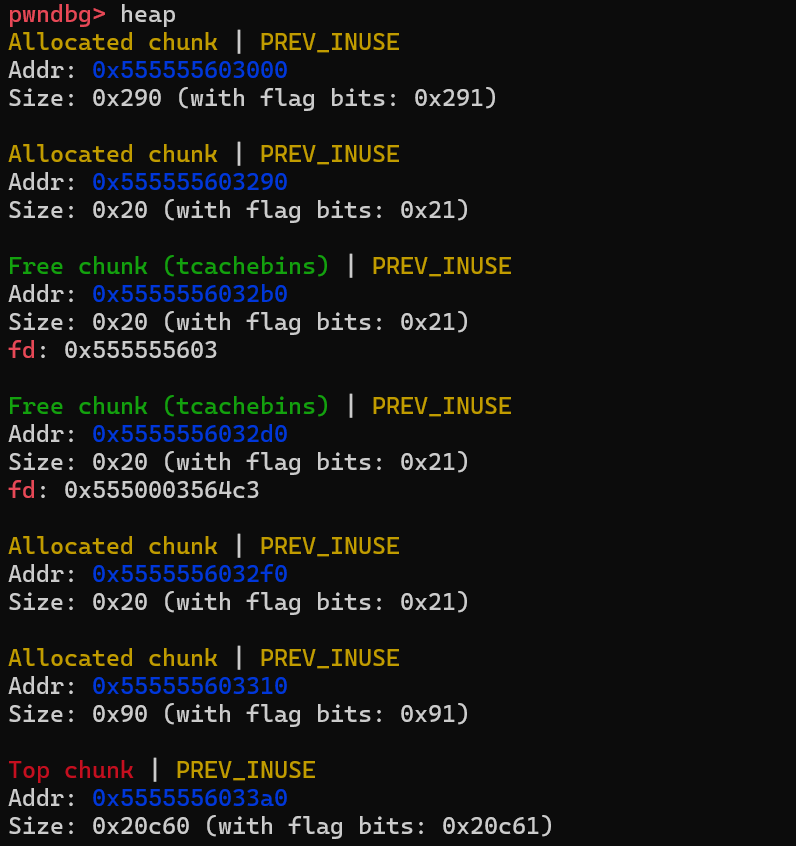 pwndbg> heap
Allocated chunk | PREV_INUSE
Addr: 0x555555603000
Size: 0x290 (with flag bits: 0x291)
Allocated chunk | PREV_INUSE
Addr: 0x555555603290
Size: 0x20 (with flag bits: 0x21)
Free chunk (tcachebins) | PREV_INUSE
Addr: 0x5555556032b0
Size: 0x20 (with flag bits: 0x21)
fd: 0x555555603
Free chunk (tcachebins) | PREV_INUSE
Addr: 0x5555556032d0
Size: 0x20 (with flag bits: 0x21)
fd: 0x5550003564c3
Allocated chunk | PREV_INUSE
Addr: 0x5555556032f0
Size: 0x20 (with flag bits: 0x21)
Allocated chunk | PREV_INUSE
Addr: 0x555555603310
Size: 0x90 (with flag bits: 0x91)
Top chunk | PREV_INUSE
Addr: 0x5555556033a0
Size: 0x20c60 (with flag bits: 0x20c61)